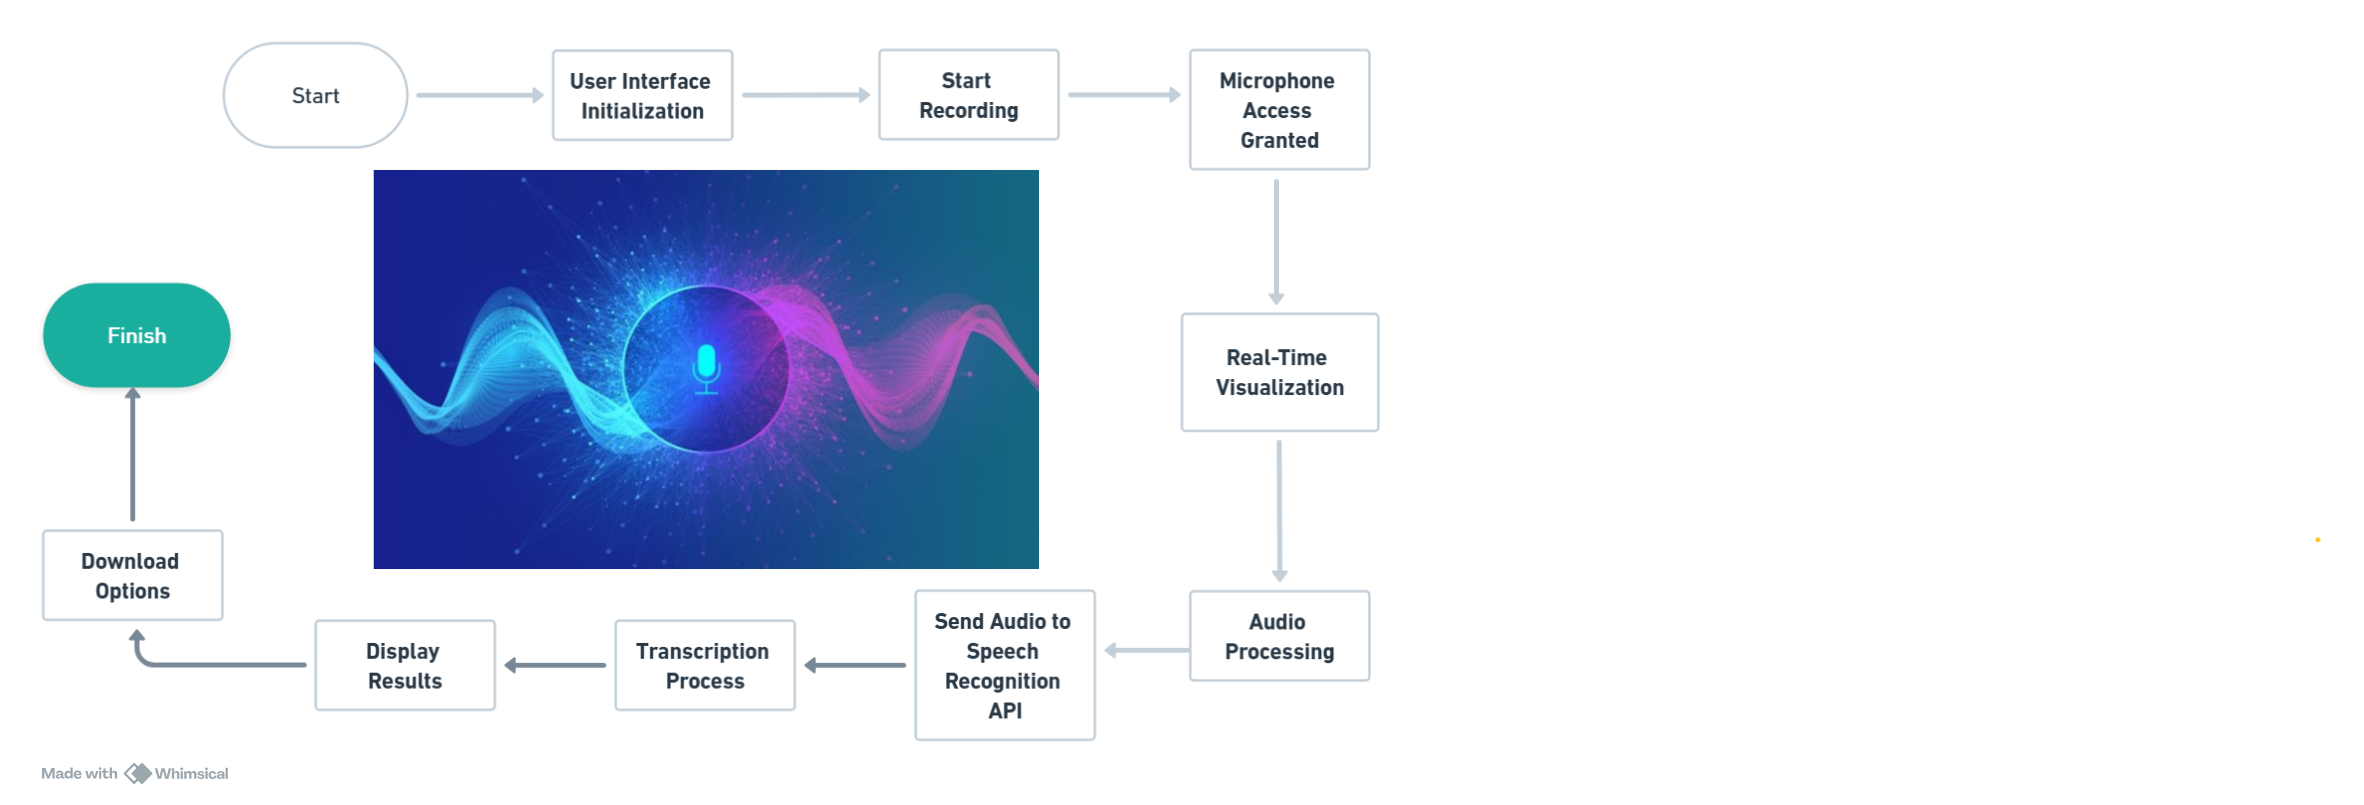 Start
User Interface
Initialization
Start
Recording
Microphone
Access
Granted
Real-Time
Visualization
Audio
Processing
Send Audio to
Speech
Recognition
API
Transcription
Process
Display
Results
Download
Options
Finish
Made with Whimsical